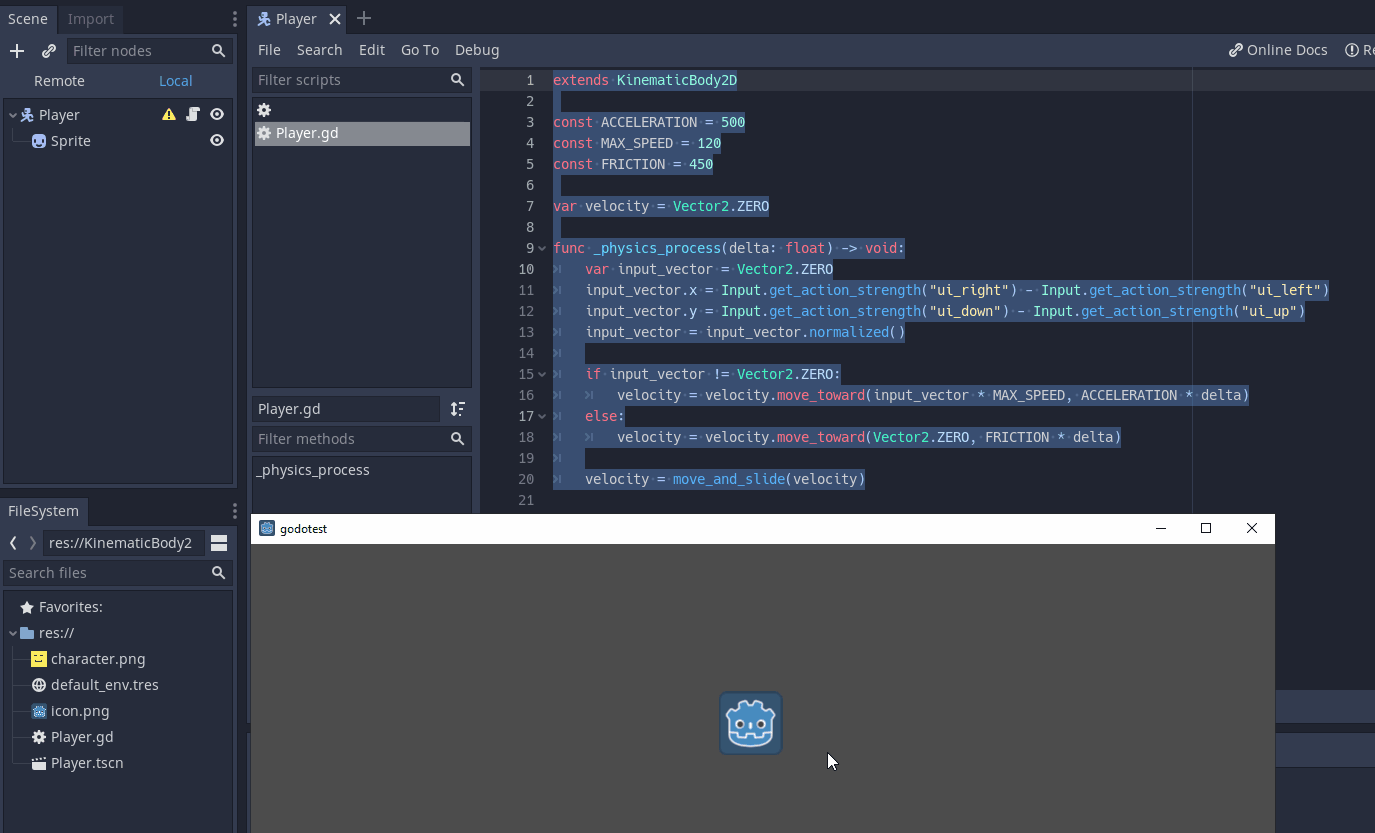 Scene Import
Filter nodes
Remote Local
Player
Sprite
FileSystem
res://KinematicBody2
Search files
Favorites:
res://
character.png
default_env.tres
icon.png
Player.gd
Player.tscn
Player
File Search Edit Go To Debug Online Docs Re
Filter scripts
Player.gd
Player.gd
Filter methods
_physics_process
1 extends KinematicBody2D
2
3 const ACCELERATION = 500
4 const MAX_SPEED = 120
5 const FRICTION = 450
6
7 var velocity = Vector2.ZERO
8
9 func _physics_process(delta: float) -> void:
10 var input_vector = Vector2.ZERO
11 input_vector.x = Input.get_action_strength("ui_right") - Input.get_action_strength("ui_left")
12 input_vector.y = Input.get_action_strength("ui_down") - Input.get_action_strength("ui_up")
13 input_vector = input_vector.normalized()
14
15 if input_vector != Vector2.ZERO:
16 velocity = velocity.move_toward(input_vector * MAX_SPEED, ACCELERATION * delta)
17 else:
18 velocity = velocity.move_toward(Vector2.ZERO, FRICTION * delta)
19
20 velocity = move_and_slide(velocity)
21
godotest